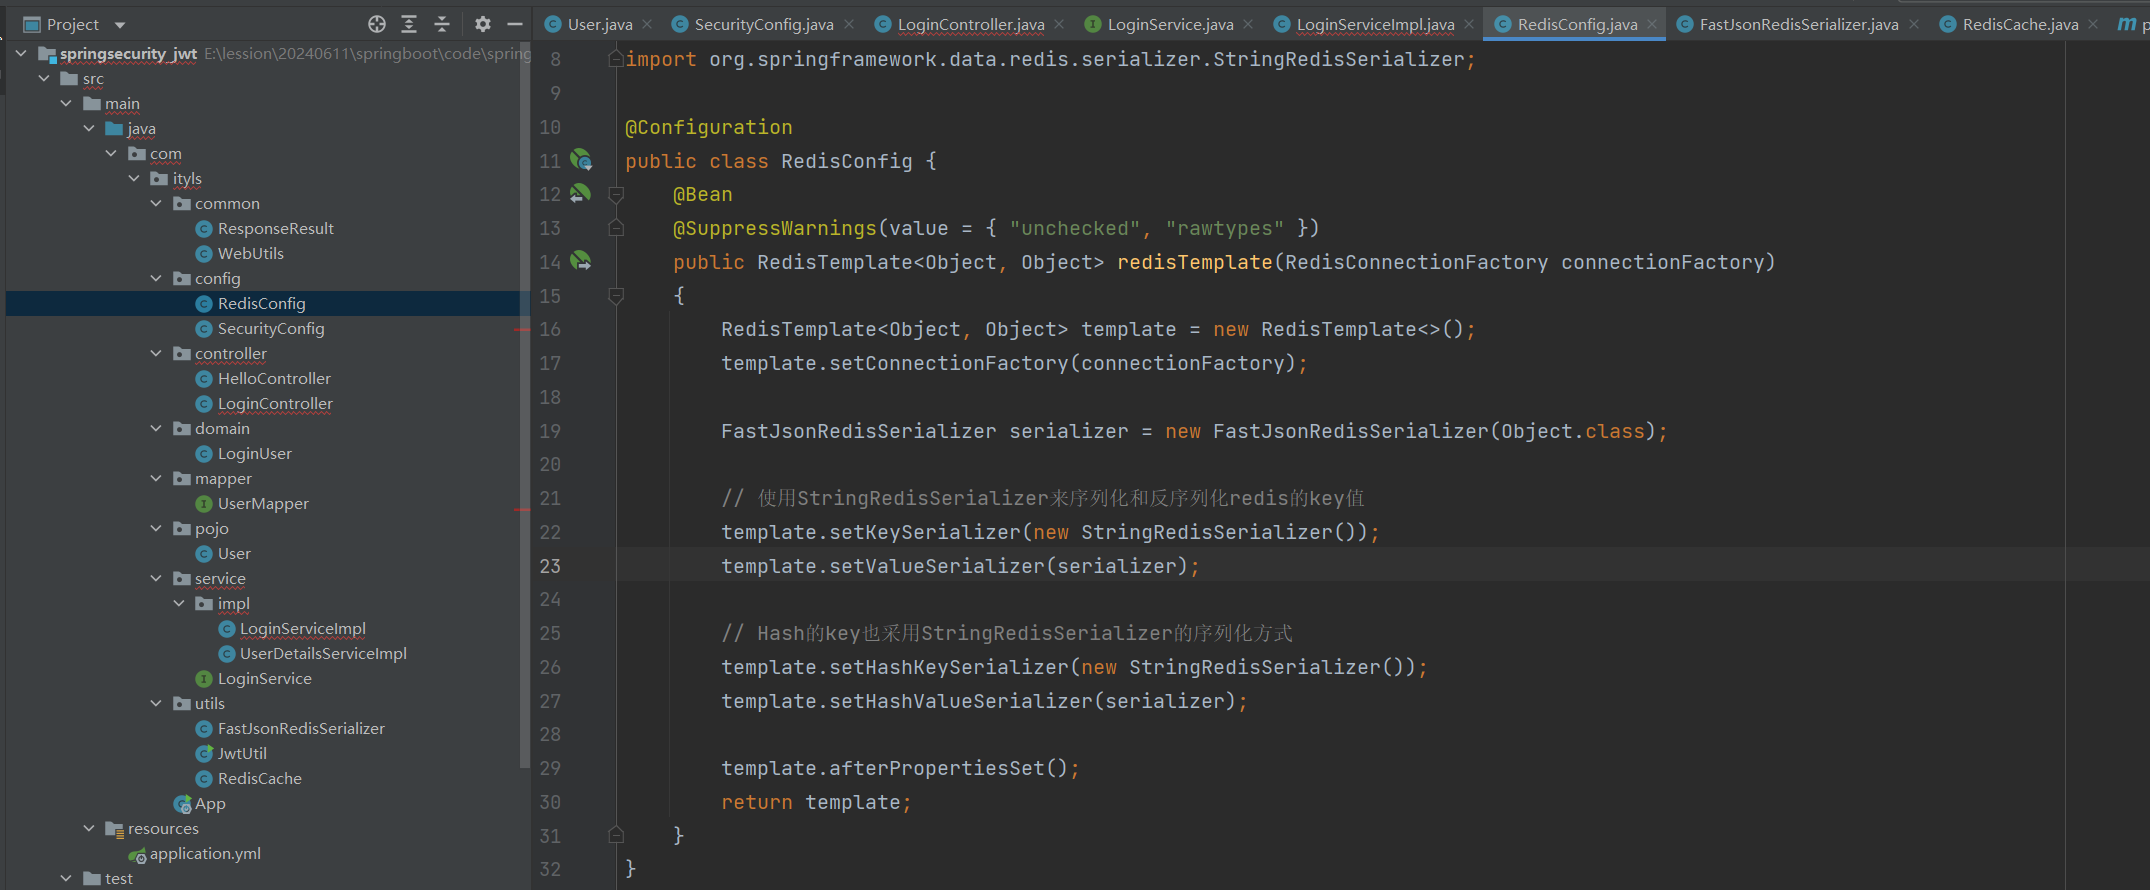 Project
springsecurity_jwt E:\lession\20240611\springboot\code\spring
src
main
java
com
ityls
common
ResponseResult
WebUtils
config
RedisConfig
SecurityConfig
controller
HelloController
LoginController
domain
LoginUser
mapper
UserMapper
pojo
User
service
impl
LoginServiceImpl
UserDetailsServiceImpl
LoginService
utils
FastJsonRedisSerializer
JwtUtil
RedisCache
App
resources
application.yml
test
User.java SecurityConfig.java LoginController.java LoginService.java LoginServiceImpl.java RedisConfig.java FastJsonRedisSerializer.java RedisCache.java m p
8 import org.springframework.data.redis.serializer.StringRedisSerializer;
9
10 @Configuration
11 public class RedisConfig {
12 @Bean
13 @SuppressWarnings(value = { "unchecked", "rawtypes" })
14 public RedisTemplate<Object, Object> redisTemplate(RedisConnectionFactory connectionFactory)
15 {
16 RedisTemplate<Object, Object> template = new RedisTemplate<>();
17 template.setConnectionFactory(connectionFactory);
18
19 FastJsonRedisSerializer serializer = new FastJsonRedisSerializer(Object.class);
20
21 // 使用StringRedisSerializer来序列化和反序列化redis的key值
22 template.setKeySerializer(new StringRedisSerializer());
23 template.setValueSerializer(serializer);
24
25 // Hash的key也采用StringRedisSerializer的序列化方式
26 template.setHashKeySerializer(new StringRedisSerializer());
27 template.setHashValueSerializer(serializer);
28
29 template.afterPropertiesSet();
30 return template;
31 }
32 }